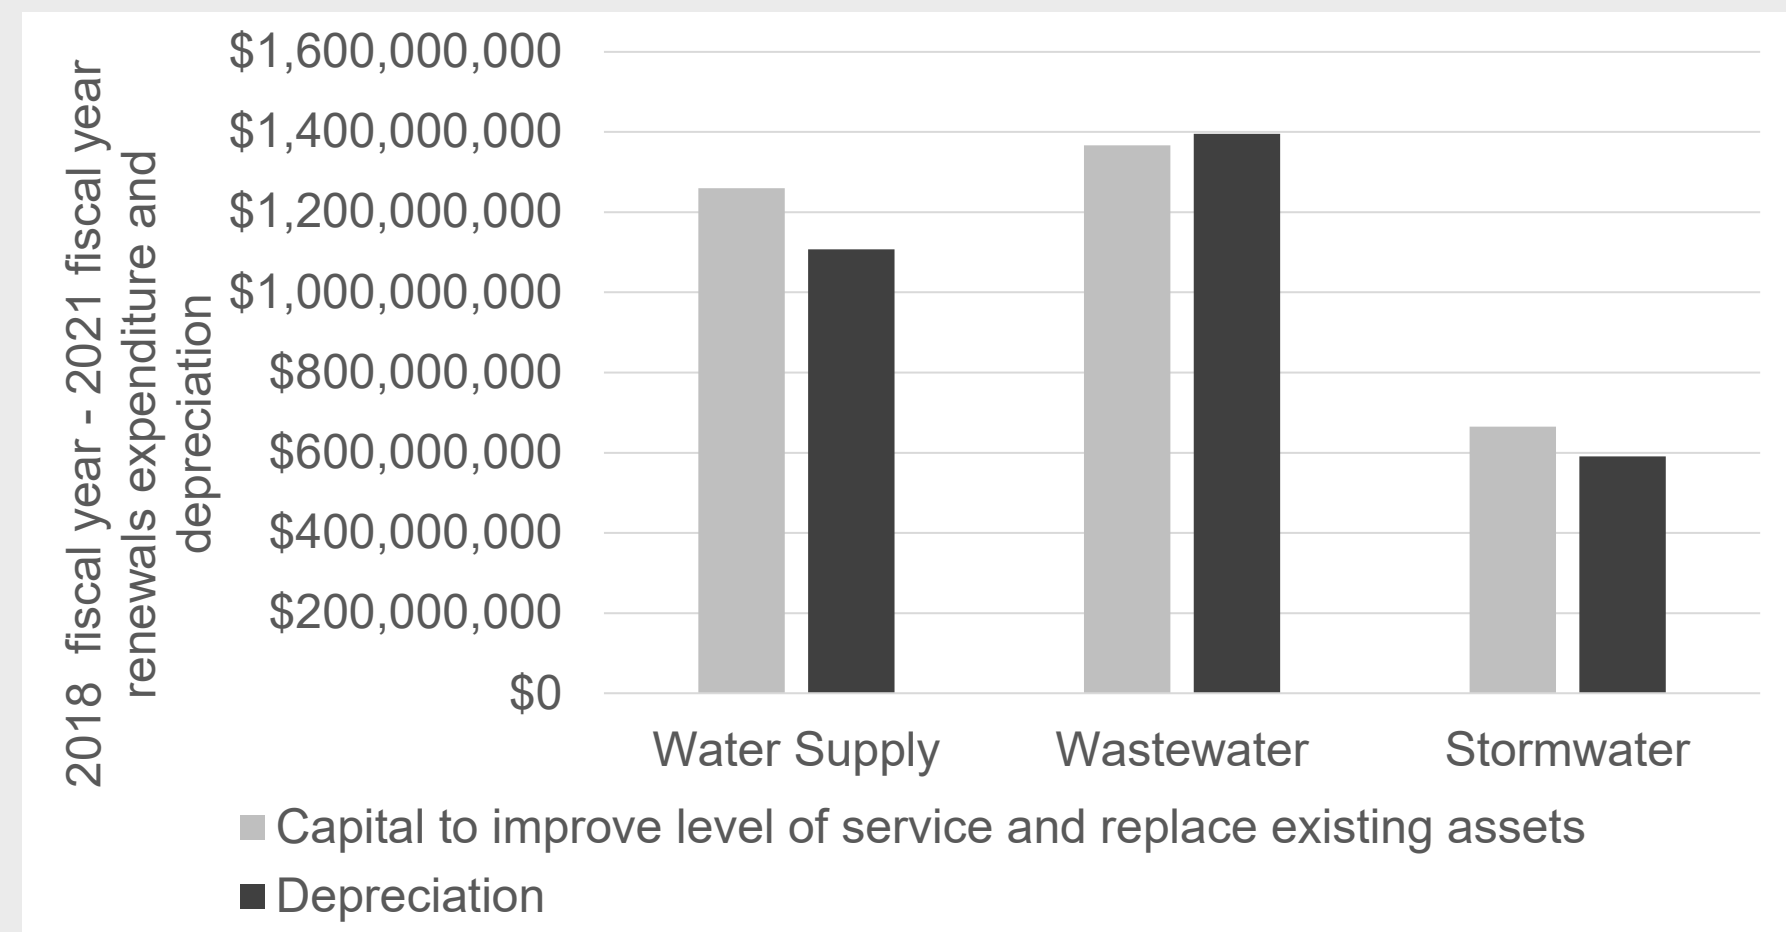 2018 fiscal year - 2021 fiscal year
renewals expenditure and
depreciation
$1,600,000,000
$1,400,000,000
$1,200,000,000
$1,000,000,000
$800,000,000
$600,000,000
$400,000,000
$200,000,000
$0
Water Supply
Wastewater
Stormwater
Capital to improve level of service and replace existing assets
Depreciation